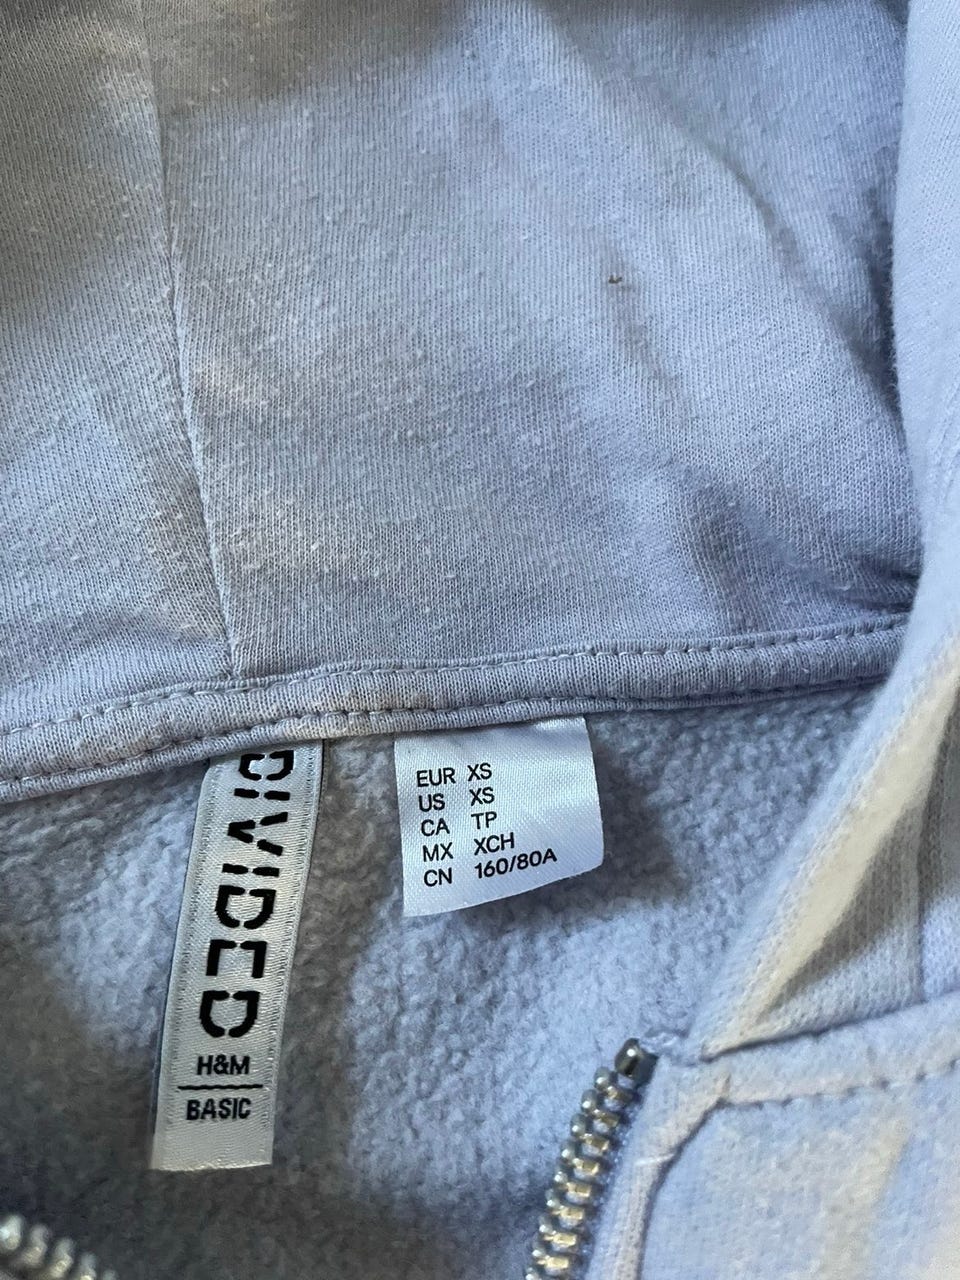 DIVIDED
H&M
BASIC
EUR XS
US XS
CA TP
MX XCH
CN 160/80A